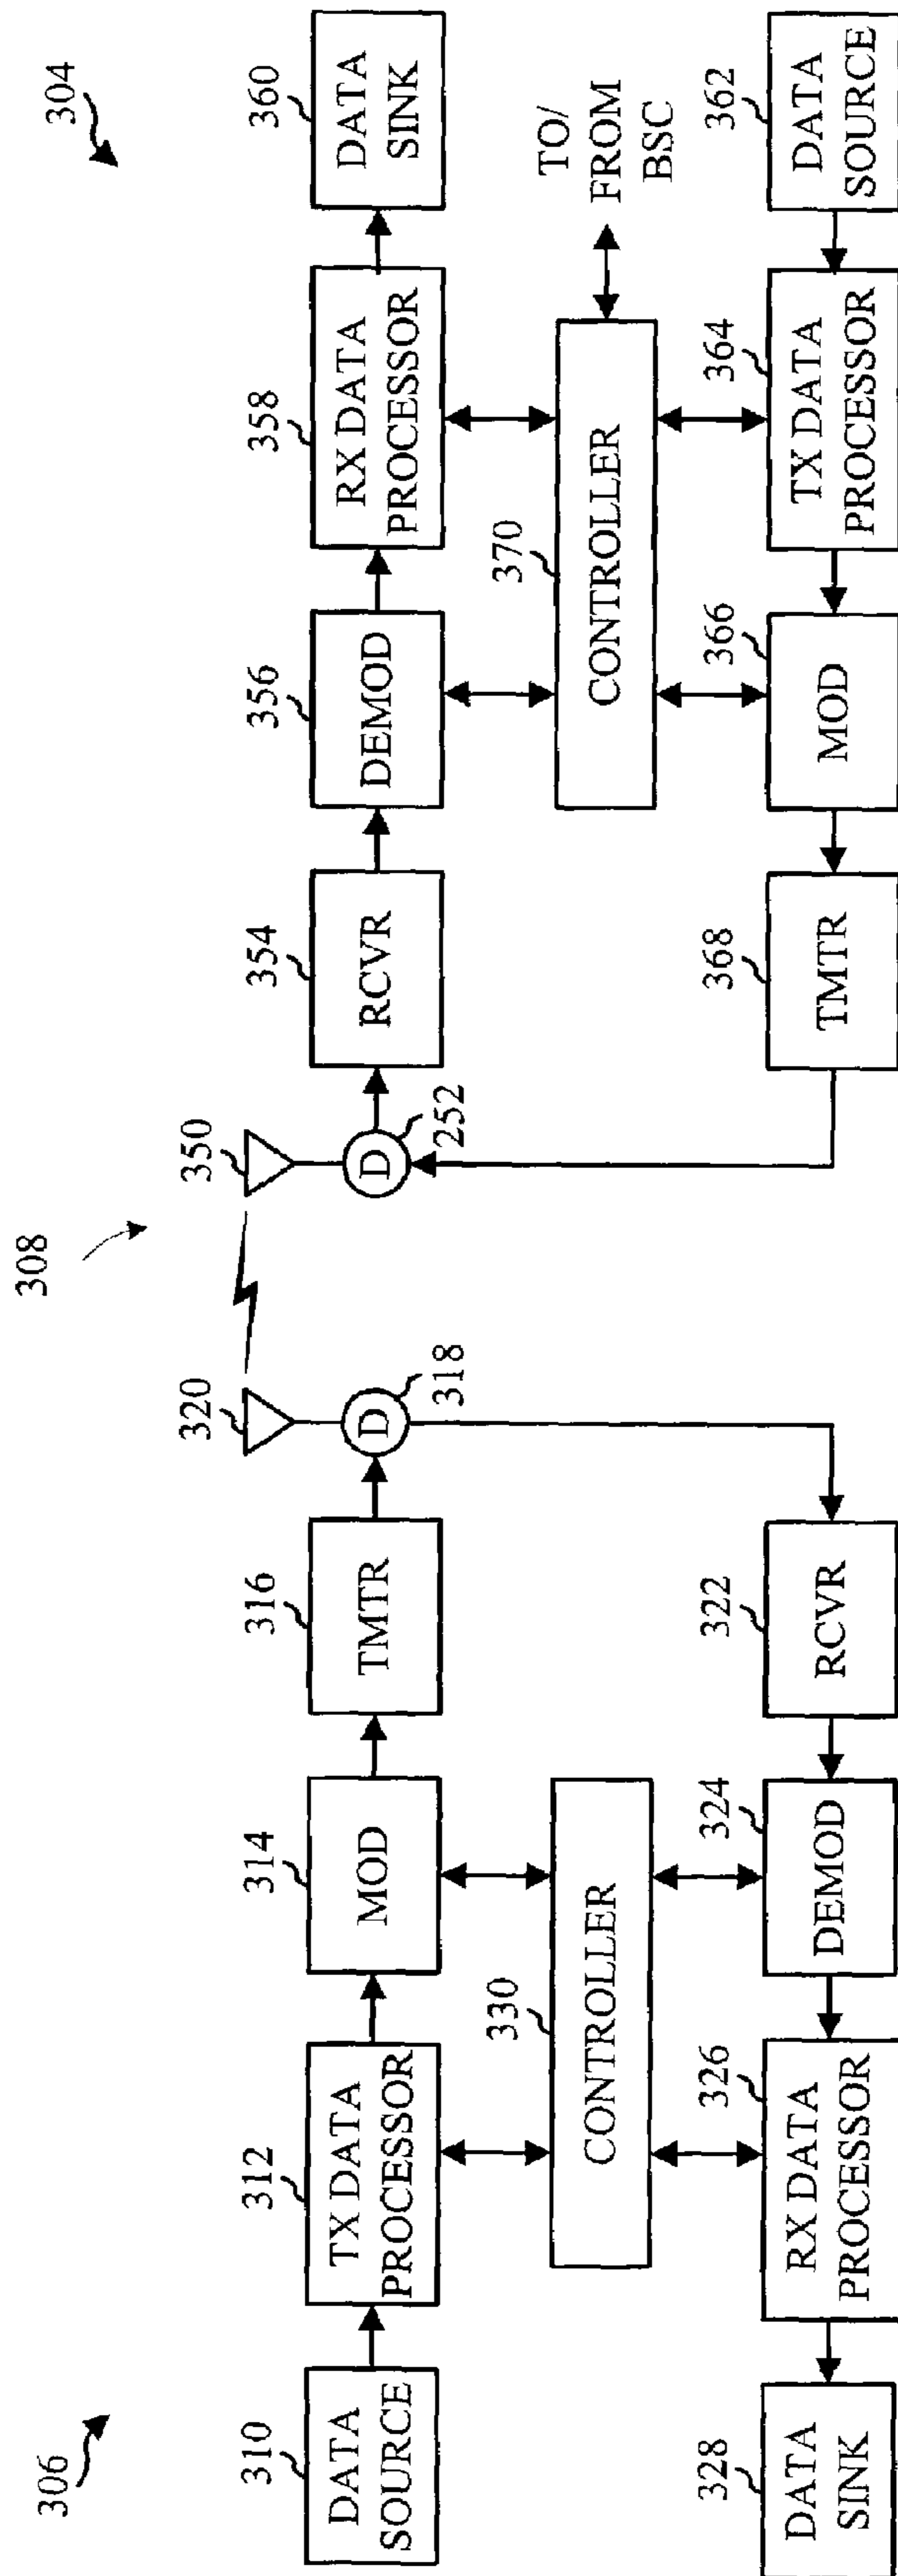 306
308
304
310
DATA
SOURCE
312
TX DATA
PROCESSOR
314
MOD
316
TMTR
320
D
318
350
D
252
354
RCVR
356
DEMOD
358
RX DATA
PROCESSOR
360
DATA
SINK
330
CONTROLLER
370
CONTROLLER
TO/
FROM
BSC
328
DATA
SINK
326
RX DATA
PROCESSOR
324
DEMOD
322
RCVR
368
TMTR
366
MOD
364
TX DATA
PROCESSOR
362
DATA
SOURCE